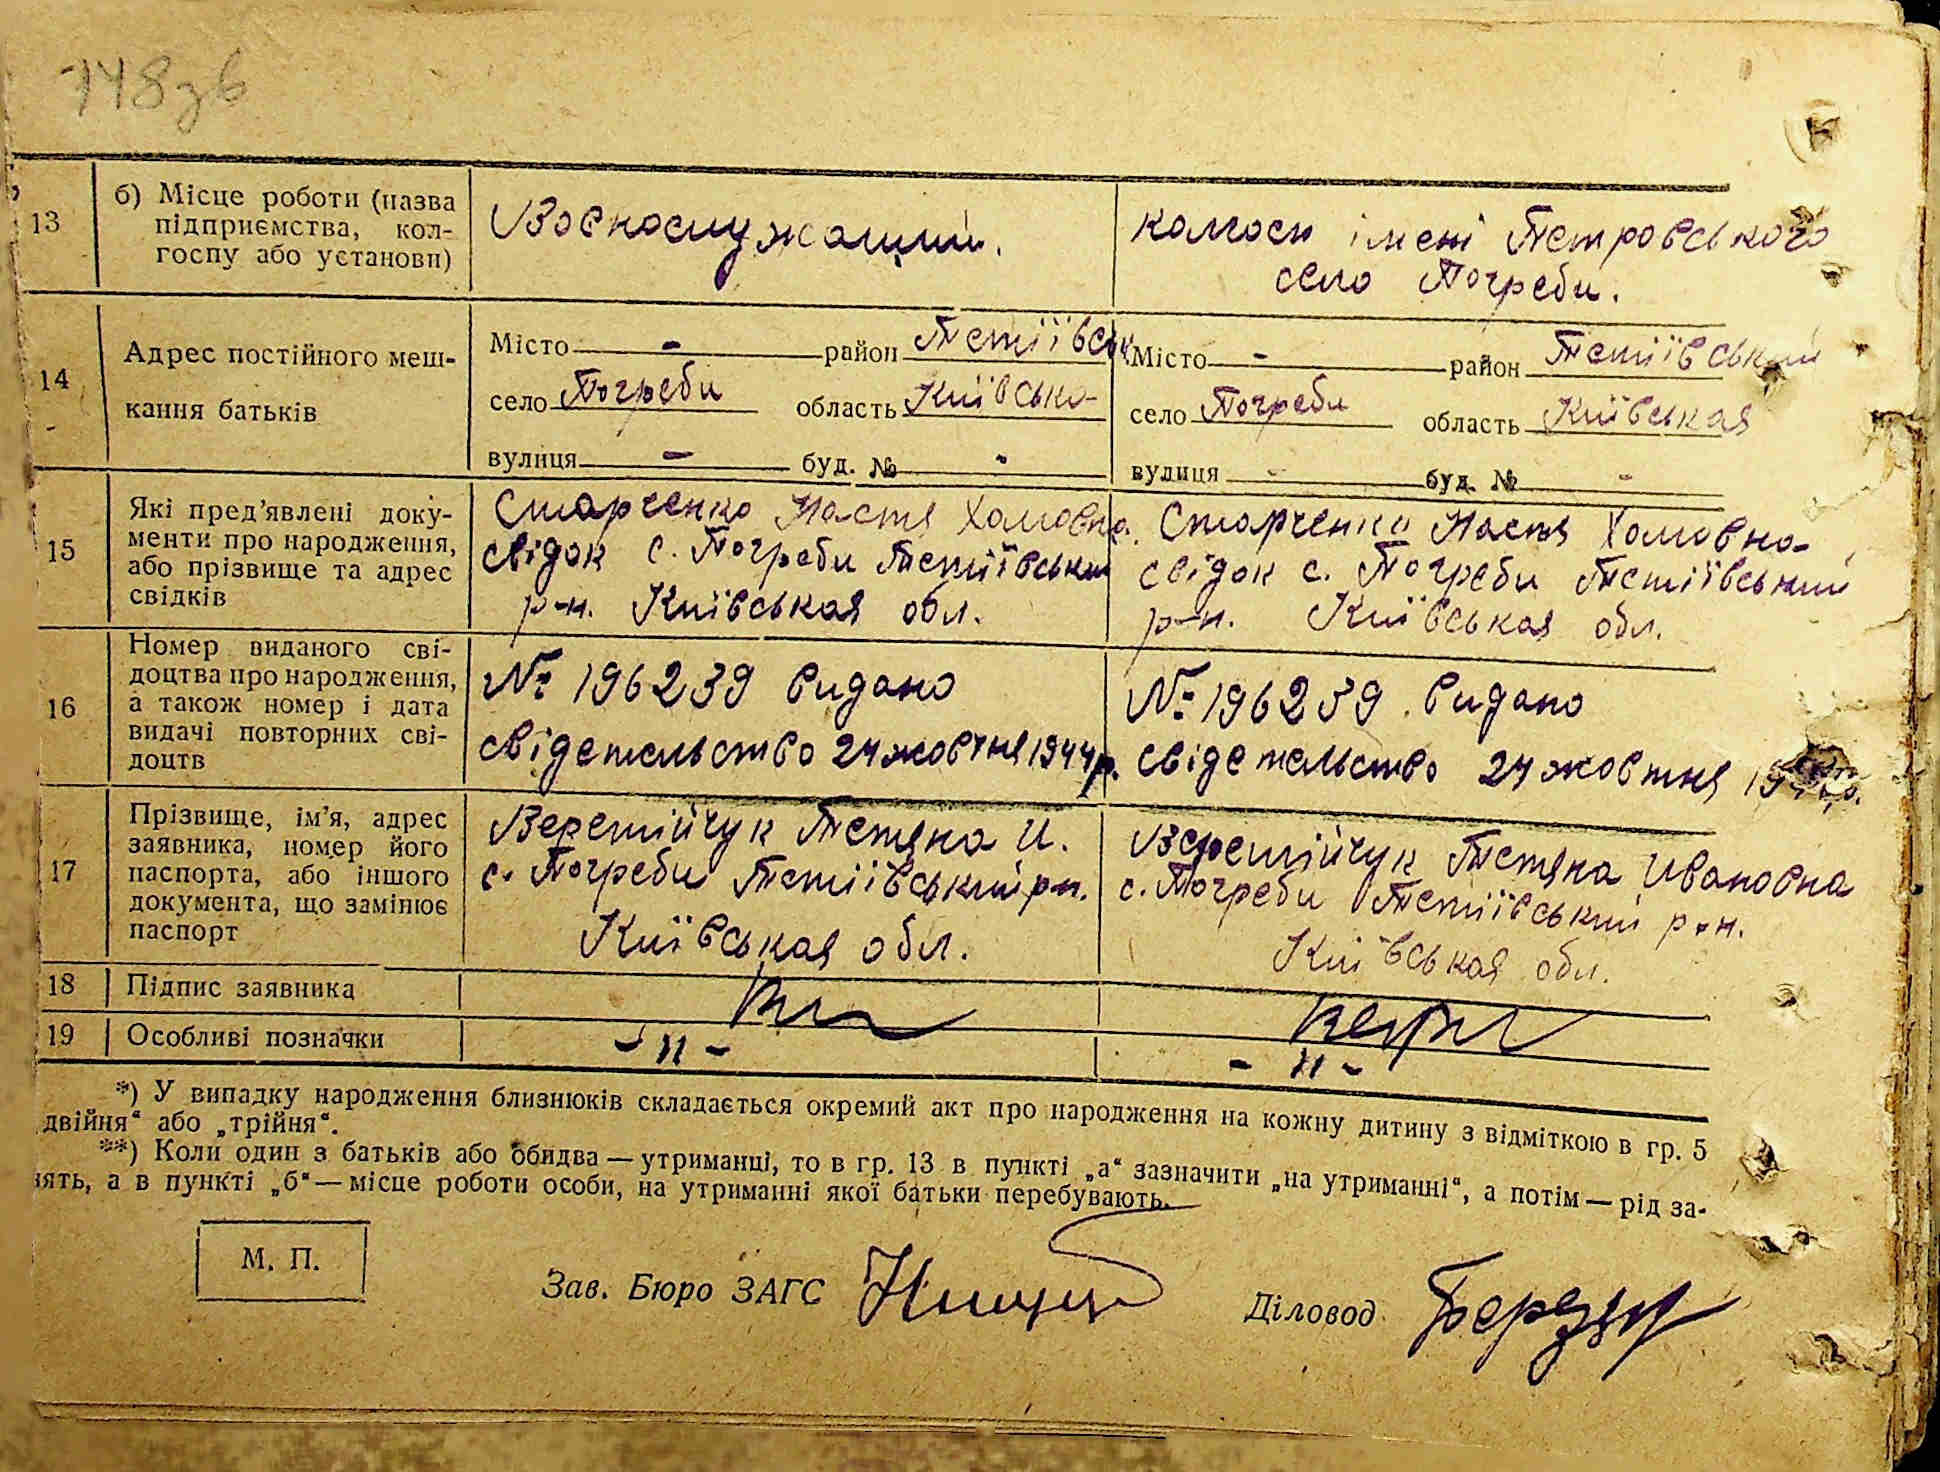 148зв
13
б) Місце роботи (назва
підприємства, кол-
госпу або установи)
Воєнослужащий.
колгосп імені Петровського
село Погреби.
14
Адрес постійного меш-
кання батьків
Місто - район Тетіївськ
село Погреби область Київська
вулиця - буд. № -
Місто - район Тетіївський
село Погреби область Київськая
вулиця - буд. № -
15
Які пред’явлені доку-
менти про народження,
або прізвище та адрес
свідків
Старченко Настя Хомовна.
свідок с. Погреби Тетіївський
р-н. Київськая обл.
Старченко Настя Хомовна
свідок с. Погреби Тетіївський
р-н. Київськая обл.
16
Номер виданого сві-
доцтва про народження,
а також номер і дата
видачі повторних сві-
доцтв
№ 196239 видано
свідетельство 24 жовтня 1944 р.
№ 196239. видано
свідетельство 24 жовтня
17
Прізвище, ім’я, адрес
заявника, номер його
паспорта, або іншого
документа, що замінює
паспорт
Веретійчук Тетяна И.
с. Погреби Тетіївський р-н.
Київськая обл.
Веретійчук Тетяна Ивановна
с. Погреби Тетіївський р-н.
Київськая обл.
18 Підпис заявника
19 Особливі позначки
- " -
- " -
*) У випадку народження близнюків складається окремий акт про народження на кожну дитину з відміткою в гр. 5
двійня“ або „трійня“.
**) Коли один з батьків або обидва — утриманці, то в гр. 13 в пункті „а“ зазначити „на утриманні“, а потім — рід за-
нять, а в пункті „б“ — місце роботи особи, на утриманні якої батьки перебувають.
М. П.
Зав. Бюро ЗАГС
Діловод